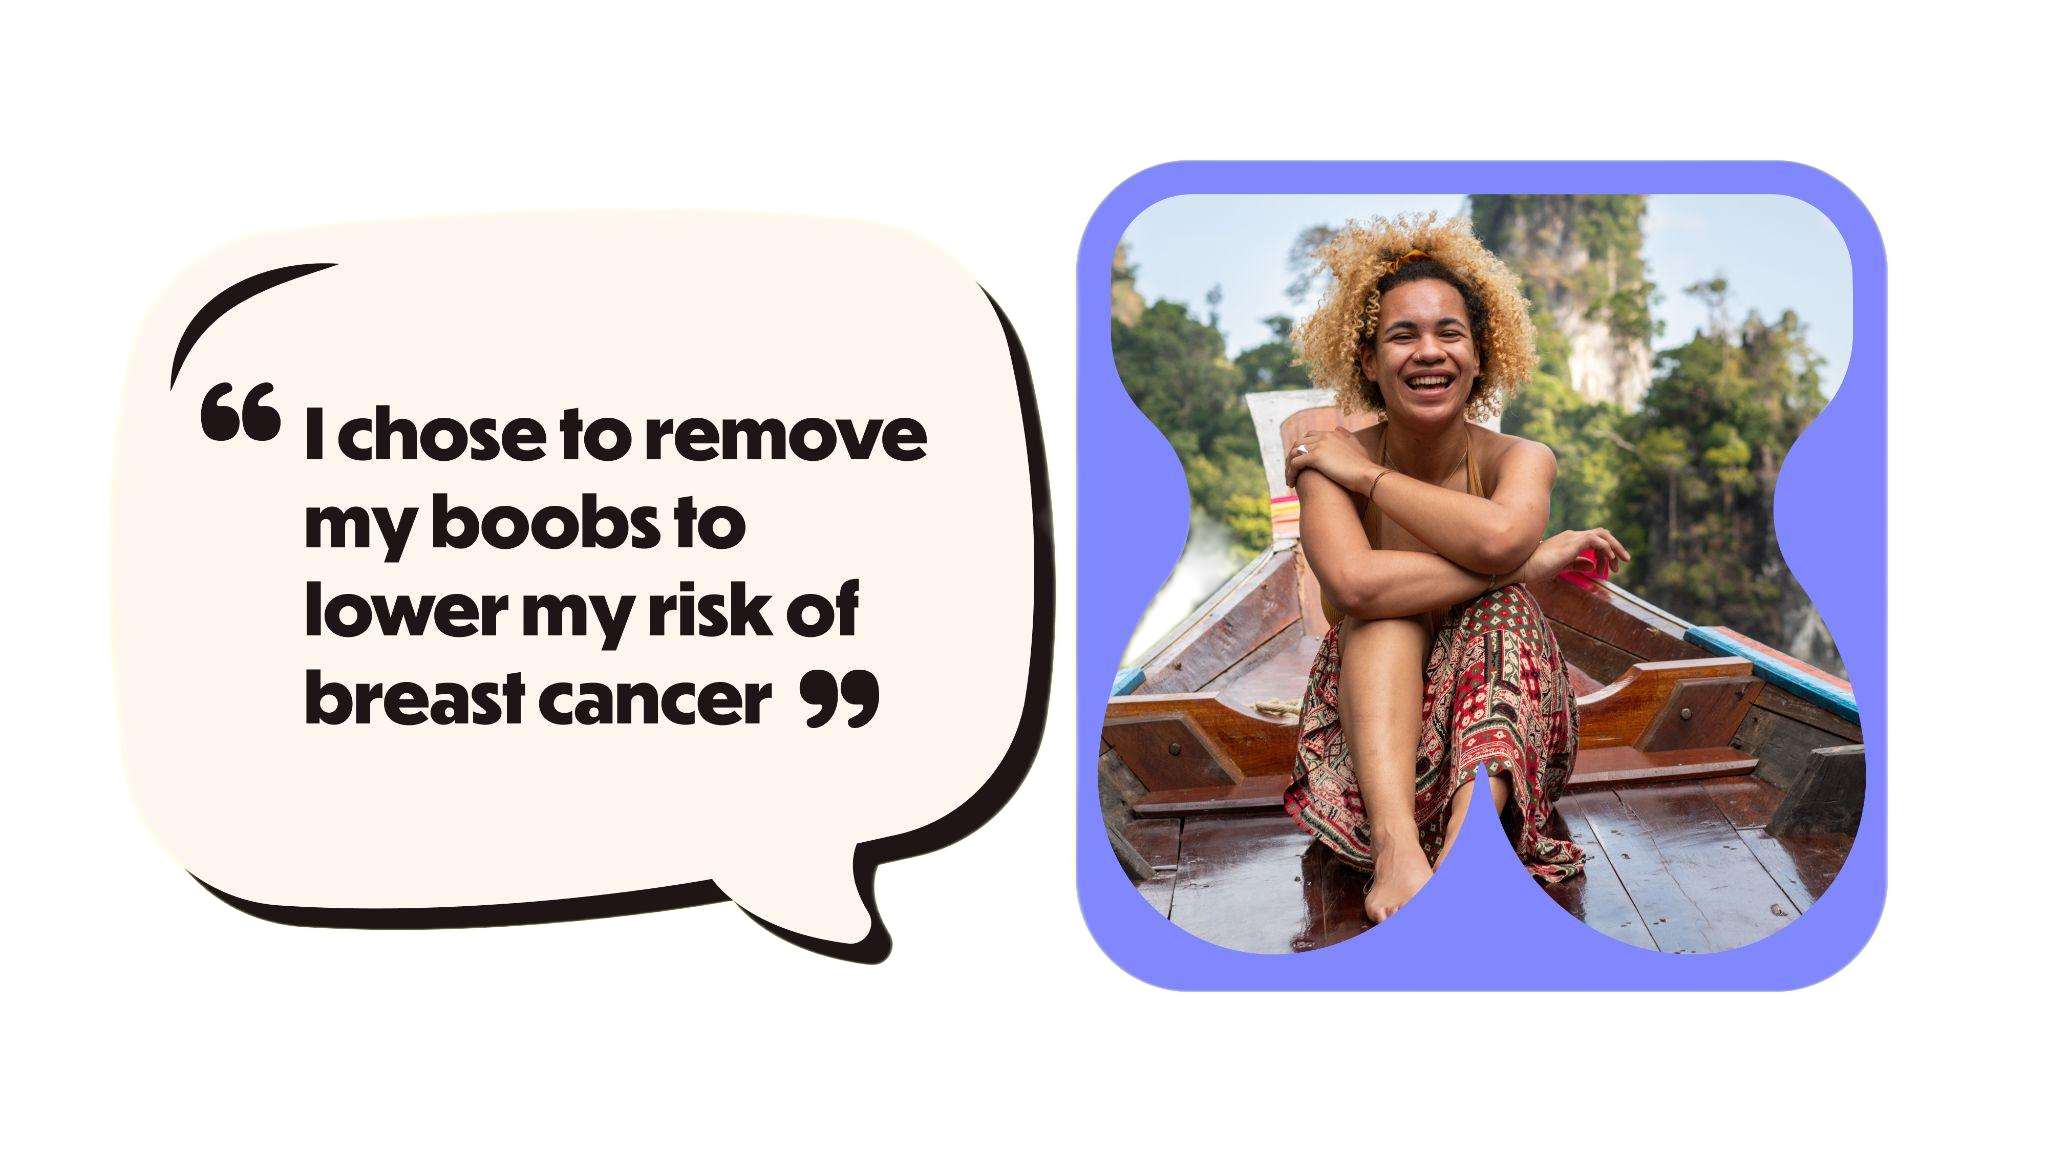 “ I chose to remove
my boobs to
lower my risk of
breast cancer ”